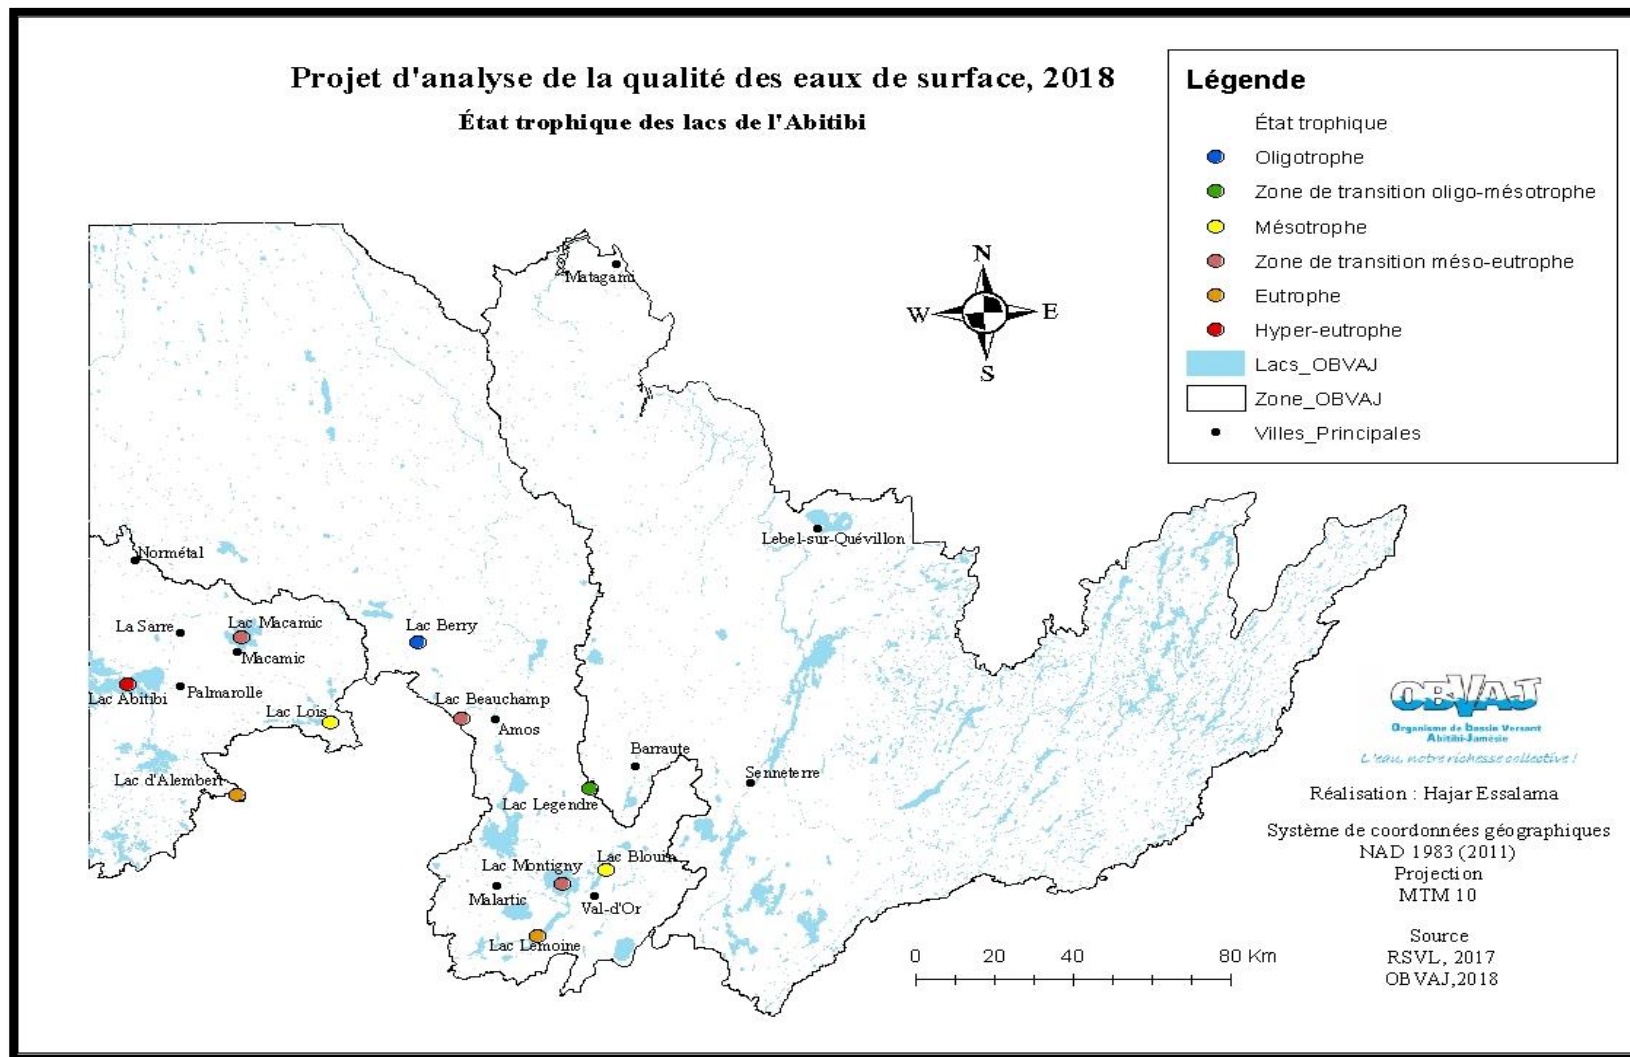 Projet d'analyse de la qualité des eaux de surface, 2018
État trophique des lacs de l'Abitibi
Légende
État trophique
Oligotrophe
Zone de transition oligo-mésotrophe
Mésotrophe
Zone de transition méso-eutrophe
Eutrophe
Hyper-eutrophe
Lacs_OBVAJ
Zone_OBVAJ
Villes_Principales
N
W
E
S
Matagami
Lebel-sur-Quévillon
Normétal
La Sarre
Lac Macamic
Macamic
Lac Berry
Lac Abitibi
Palmarolle
Lac Lois
Lac Beauchamp
Amos
Lac d'Alembert
Barraute
Senneterre
Lac Legendre
Lac Montigny
Lac Blouin
Malartic
Val-d'Or
Lac Lemoine
OBVAJ
Organisme de Bassin Versant
Abitibi-Jamésie
L'eau, notre richesse collective !
Réalisation : Hajar Essalama
Système de coordonnées géographiques
NAD 1983 (2011)
Projection
MTM 10
Source
RSVL, 2017
OBVAJ,2018
0 20 40 80 Km